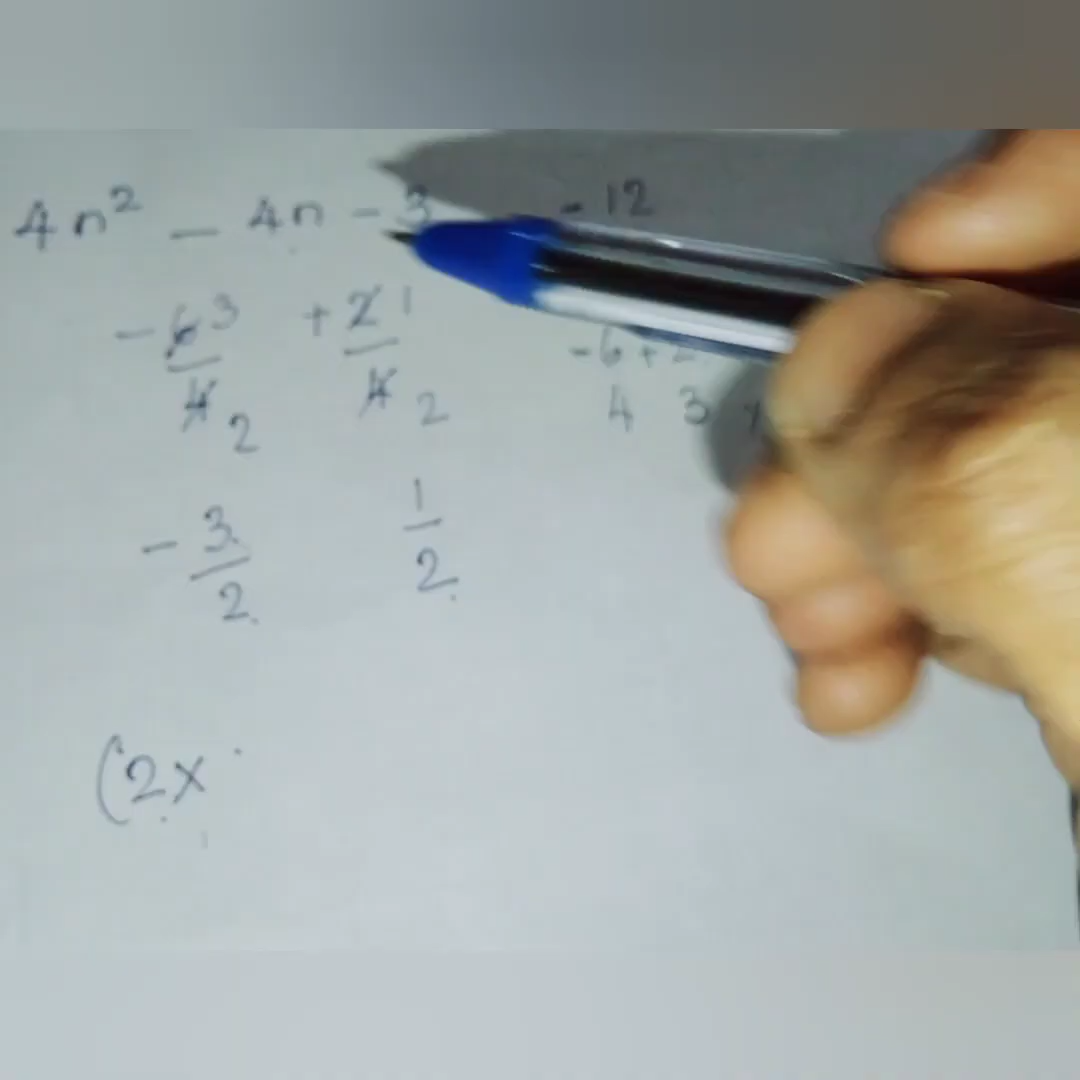 4n² - 4n - 3
- 12
- 6 3 + 2 1
4 2 4 2
- 6 + 2
4 3
- 3/2 1/2
(2x